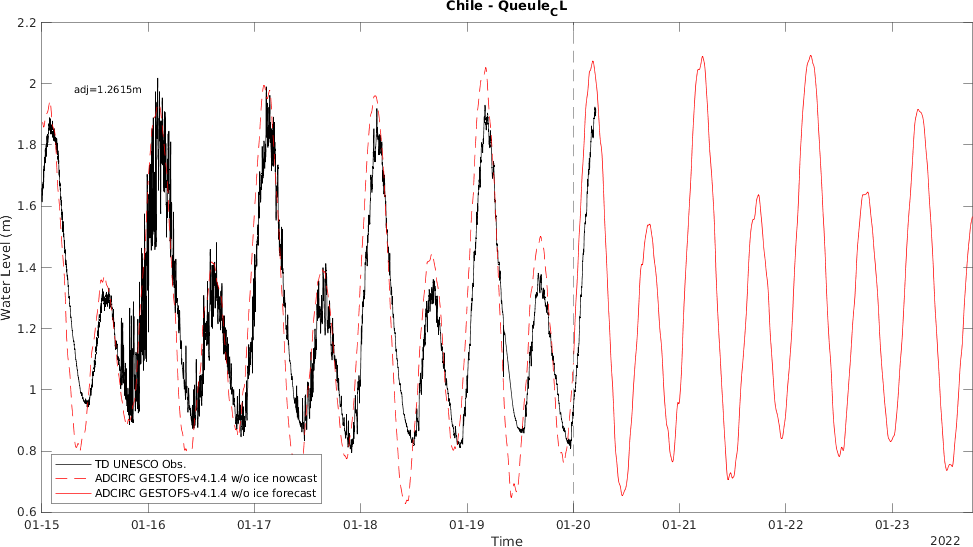 Chile - Queule_CL
2.2
2
1.8
1.6
1.4
1.2
1
0.8
0.6
Water Level (m)
adj=1.2615m
TD UNESCO Obs.
ADCIRC GESTOFS-v4.1.4 w/o ice nowcast
ADCIRC GESTOFS-v4.1.4 w/o ice forecast
01-15 01-16 01-17 01-18 01-19 01-20 01-21 01-22 01-23
Time
2022